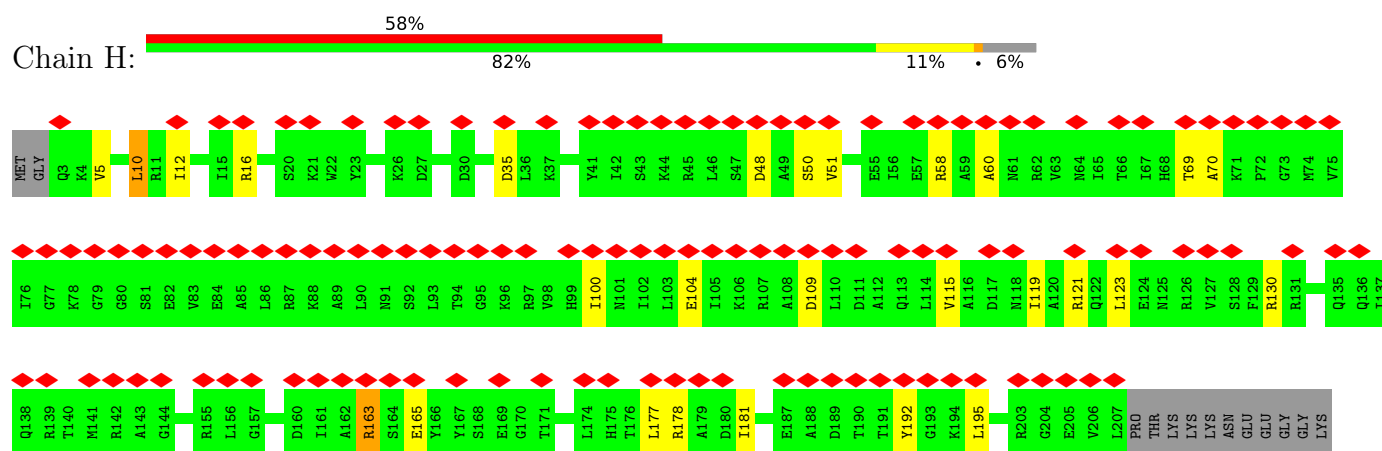 58%
Chain H:
82% 11% • 6%
MET GLY Q3 K4 V5 L10 R11 I12 I15 R16 S20 K21 W22 Y23 K26 D27 D30 D35 L36 K37 Y41 I42 S43 K44 R45 L46 S47 D48 A49 S50 V51 E55 I56 E57 R58 A59 A60 N61 R62 V63 N64 I65 T66 I67 H68 T69 A70 K71 P72 G73 M74 V75
I76 G77 K78 G79 G80 S81 E82 V83 E84 A85 L86 R87 K88 A89 L90 N91 S92 L93 T94 G95 K96 R97 V98 H99 I100 N101 I102 L103 E104 I105 K106 R107 A108 D109 L110 D111 A112 Q113 L114 V115 A116 D117 N118 I119 A120 R121 Q122 L123 E124 N125 R126 V127 S128 F129 R130 R131 Q135 Q136 I137
Q138 R139 T140 M141 R142 A143 G144 R155 L156 G157 D160 I161 A162 R163 S164 E165 Y166 Y167 S168 E169 G170 T171 L174 H175 T176 L177 R178 A179 D180 I181 E187 A188 D189 T190 T191 Y192 G193 K194 L195 R203 G204 E205 V206 L207 PRO THR LYS LYS LYS ASN GLU GLU GLY GLY LYS